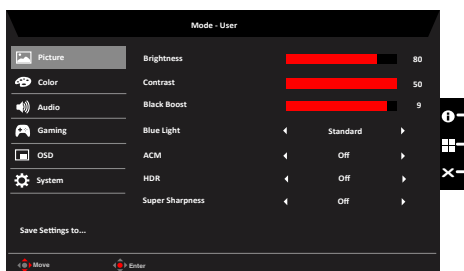 Mode - User
Picture
Brightness 80
Color
Contrast 50
Audio
Black Boost 9
Gaming
Blue Light Standard
OSD
ACM Off
System
HDR Off
Super Sharpness Off
Save Settings to...
Move Enter